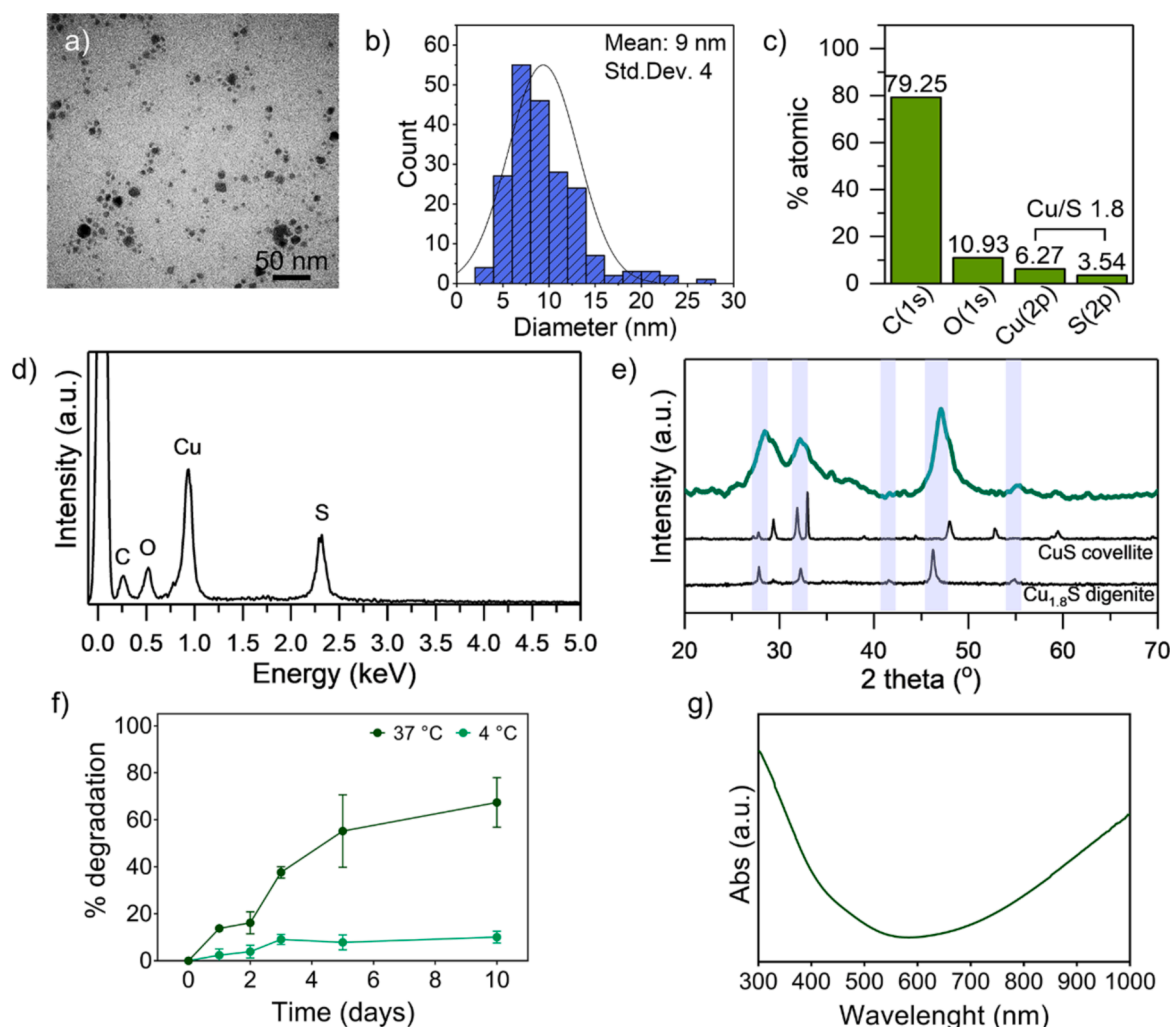 a)
50 nm
b)
Mean: 9 nm
Std.Dev. 4
60
50
40
30
20
10
0
Count
0 5 10 15 20 25 30
Diameter (nm)
c)
100
80
60
40
20
0
% atomic
79.25
10.93
6.27
3.54
Cu/S 1.8
C(1s) O(1s) Cu(2p) S(2p)
d)
Intensity (a.u.)
C
O
Cu
S
0.0 0.5 1.0 1.5 2.0 2.5 3.0 3.5 4.0 4.5 5.0
Energy (keV)
e)
Intensity (a.u.)
CuS covellite
Cu1.8S digenite
20 30 40 50 60 70
2 theta (º)
f)
37 °C 4 °C
100
80
60
40
20
0
% degradation
0 2 4 6 8 10
Time (days)
g)
Abs (a.u.)
300 400 500 600 700 800 900 1000
Wavelenght (nm)